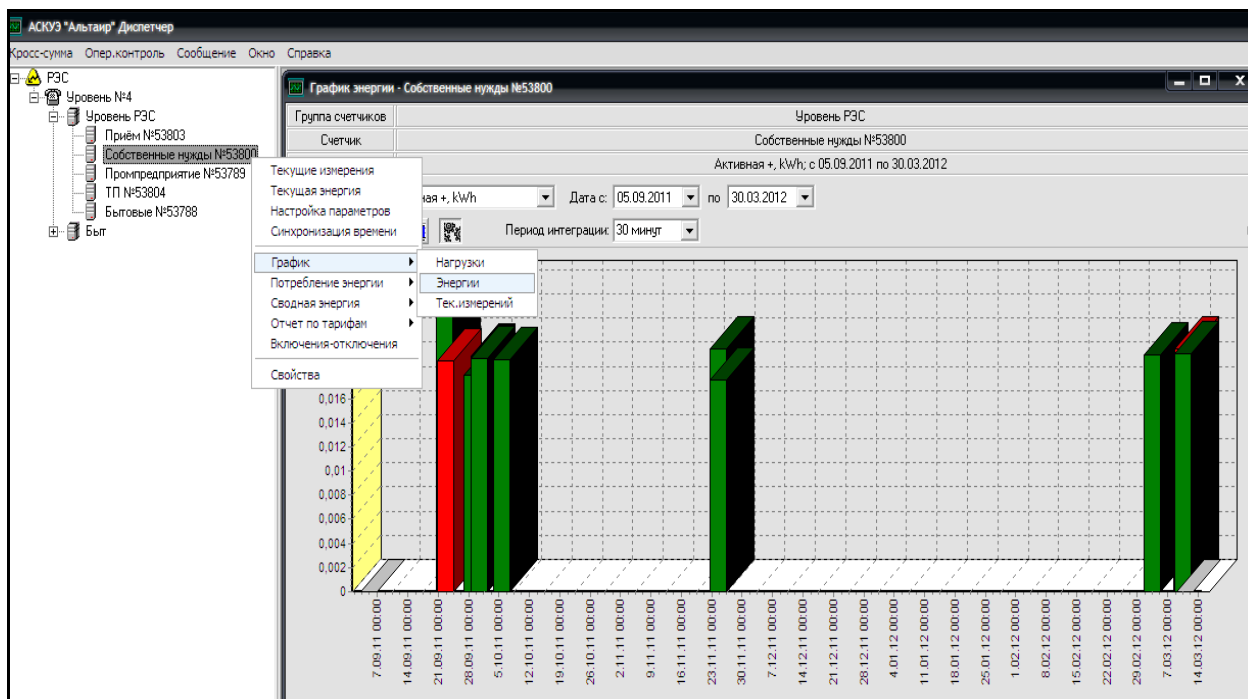 АСКУЭ "Альтаир" Диспетчер
Кросс-сумма Опер.контроль Сообщение Окно Справка
РЭС
Уровень №4
Уровень РЭС
Приём №53803
Собственные нужды №53800
Промпредприятие №53789
ТП №53804
Бытовые №53788
Быт
Текущие измерения
Текущая энергия
Настройка параметров
Синхронизация времени
График
Потребление энергии
Сводная энергия
Отчет по тарифам
Включения-отключения
Свойства
Нагрузки
Энергии
Тек.измерений
График энергии - Собственные нужды №53800
Группа счетчиков Уровень РЭС
Счетчик Собственные нужды №53800
Активная +, kWh; с 05.09.2011 по 30.03.2012
ная +, kWh Дата с: 05.09.2011 по 30.03.2012
Период интеграции: 30 минут
0,016
0,014
0,012
0,01
0,008
0,006
0,004
0,002
0
7.09.11 00:00
14.09.11 00:00
21.09.11 00:00
28.09.11 00:00
5.10.11 00:00
12.10.11 00:00
19.10.11 00:00
26.10.11 00:00
2.11.11 00:00
9.11.11 00:00
16.11.11 00:00
23.11.11 00:00
30.11.11 00:00
7.12.11 00:00
14.12.11 00:00
21.12.11 00:00
28.12.11 00:00
4.01.12 00:00
11.01.12 00:00
18.01.12 00:00
25.01.12 00:00
1.02.12 00:00
8.02.12 00:00
15.02.12 00:00
22.02.12 00:00
29.02.12 00:00
7.03.12 00:00
14.03.12 00:00